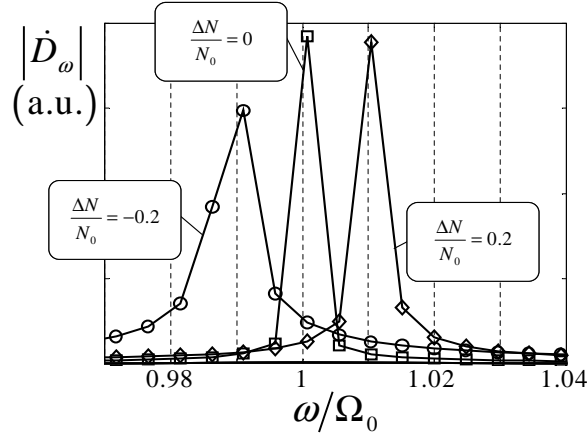 |Ḋ_ω|
(a.u.)
ΔN/N₀ = 0
ΔN/N₀ = −0.2
ΔN/N₀ = 0.2
0.98 1 1.02 1.04
ω/Ω₀